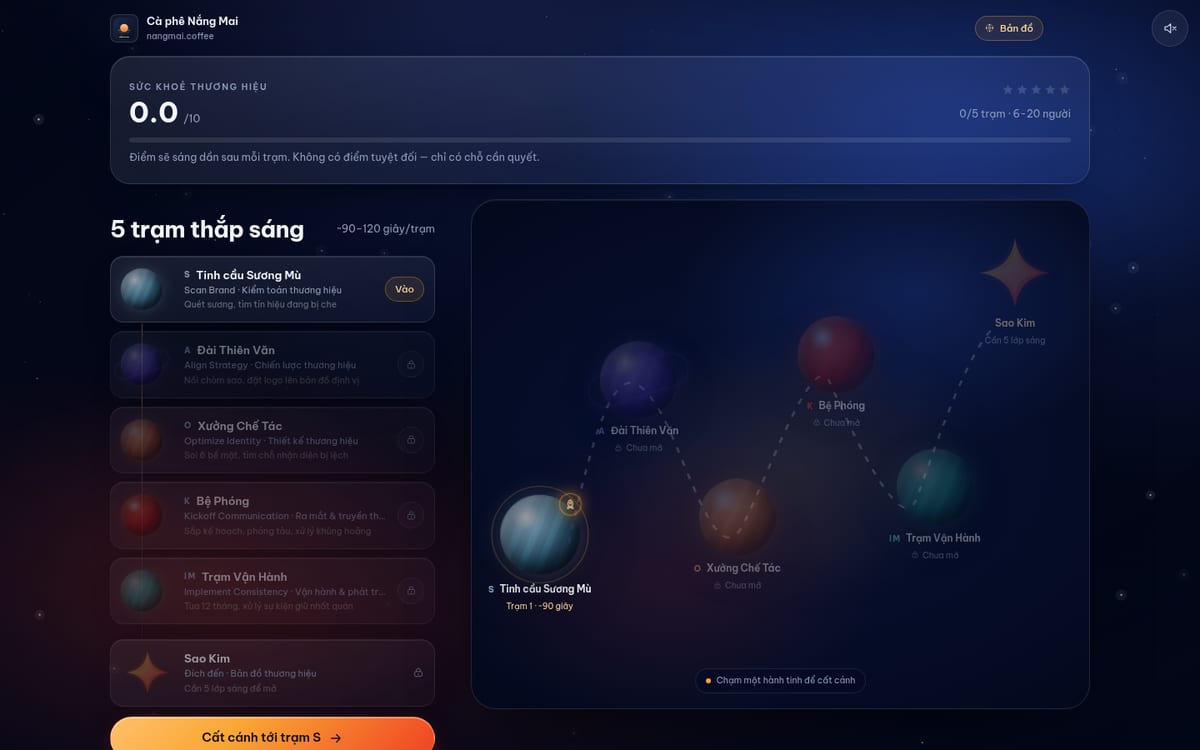 Cà phê Nắng Mai
nangmai.coffee
Bản đồ
SỨC KHOẺ THƯƠNG HIỆU
0.0 /10
0/5 trạm · 6–20 người
Điểm sẽ sáng dần sau mỗi trạm. Không có điểm tuyệt đối — chỉ có chỗ cần quyết.
5 trạm thắp sáng
~90–120 giây/trạm
S Tinh cầu Sương Mù
Scan Brand · Kiểm toán thương hiệu
Quét sương, tìm tín hiệu đang bị che
Vào
A Đài Thiên Văn
Align Strategy · Chiến lược thương hiệu
Nối chòm sao, đặt logo lên bản đồ định vị
O Xưởng Chế Tác
Optimize Identity · Thiết kế thương hiệu
Soi 6 bề mặt, tìm chỗ nhận diện bị lệch
K Bệ Phóng
Kickoff Communication · Ra mắt & truyền th...
Sắp kế hoạch, phóng tàu, xử lý khủng hoảng
IM Trạm Vận Hành
Implement Consistency · Vận hành & phát tr...
Tua 12 tháng, xử lý sự kiện giữ nhất quán
Sao Kim
Đích đến · Bản đồ thương hiệu
Cần 5 lớp sáng để mở
Cất cánh tới trạm S →
Sao Kim
Cần 5 lớp sáng
K Bệ Phóng
Chưa mở
A Đài Thiên Văn
Chưa mở
IM Trạm Vận Hành
Chưa mở
O Xưởng Chế Tác
Chưa mở
S Tinh cầu Sương Mù
Trạm 1 · ~90 giây
Chạm một hành tinh để cất cánh